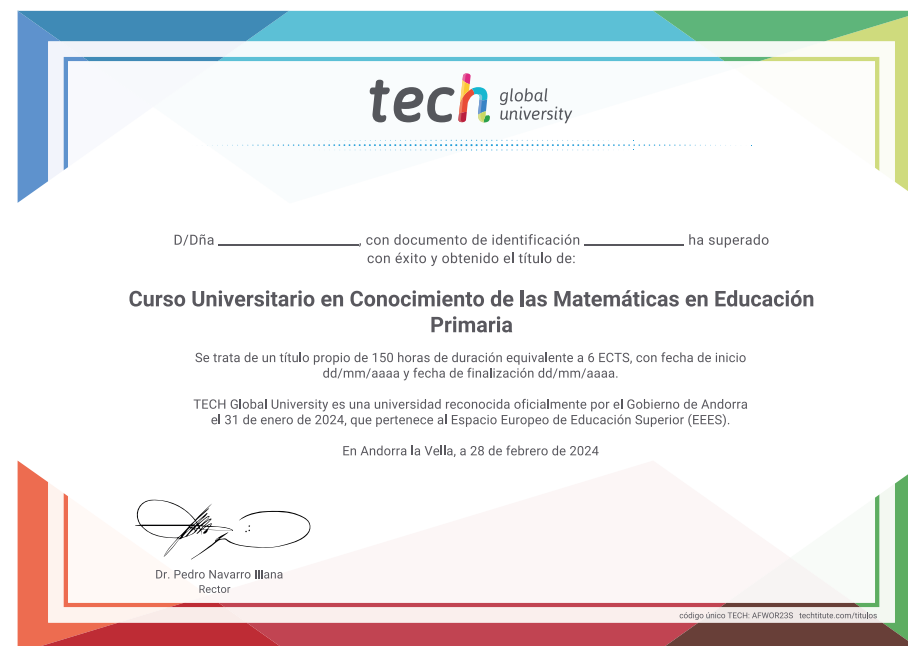 tech global university
D/Dña ____________, con documento de identificación ____________ ha superado
con éxito y obtenido el título de:
Curso Universitario en Conocimiento de las Matemáticas en Educación
Primaria
Se trata de un título propio de 150 horas de duración equivalente a 6 ECTS, con fecha de inicio
dd/mm/aaaa y fecha de finalización dd/mm/aaaa.
TECH Global University es una universidad reconocida oficialmente por el Gobierno de Andorra
el 31 de enero de 2024, que pertenece al Espacio Europeo de Educación Superior (EEES).
En Andorra la Vella, a 28 de febrero de 2024
Dr. Pedro Navarro Illana
Rector
código único TECH: AFWOR23S techtitute.com/títulos